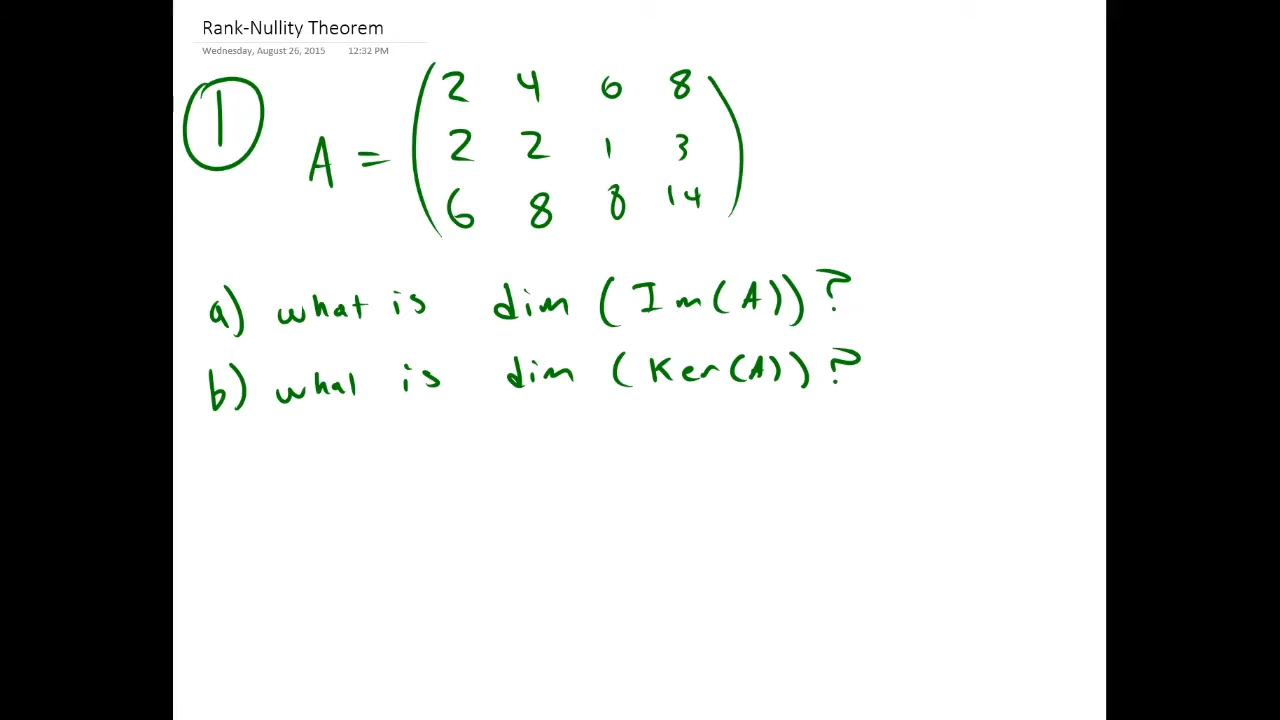 Rank-Nullity Theorem
Wednesday, August 26, 2015 12:32 PM
① A = ( 2 4 6 8
2 2 1 3
6 8 8 14 )
a) what is dim (Im(A))?
b) what is dim (Ker(A))?